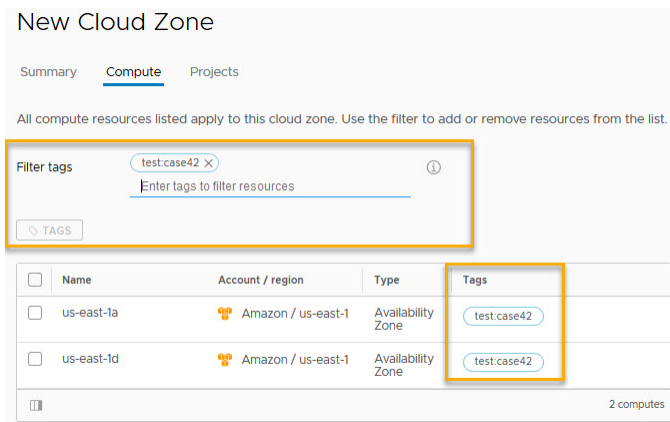 New Cloud Zone
Summary Compute Projects
All compute resources listed apply to this cloud zone. Use the filter to add or remove resources from the list.
Filter tags test:case42
Enter tags to filter resources
TAGS
Name Account / region Type Tags
us-east-1a Amazon / us-east-1 Availability Zone test:case42
us-east-1d Amazon / us-east-1 Availability Zone test:case42
2 computes